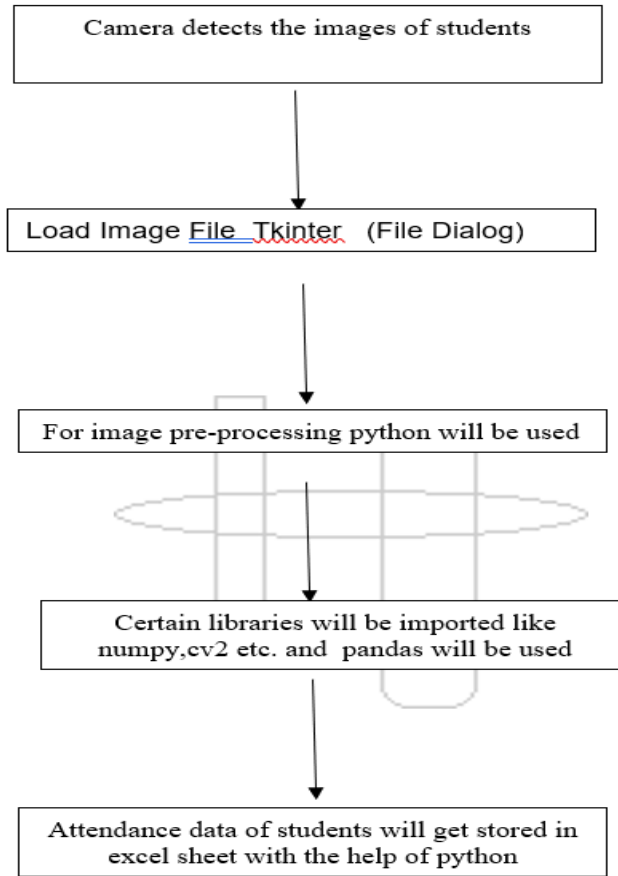 Camera detects the images of students
Load Image File Tkinter (File Dialog)
For image pre-processing python will be used
Certain libraries will be imported like
numpy,cv2 etc. and pandas will be used
Attendance data of students will get stored in
excel sheet with the help of python